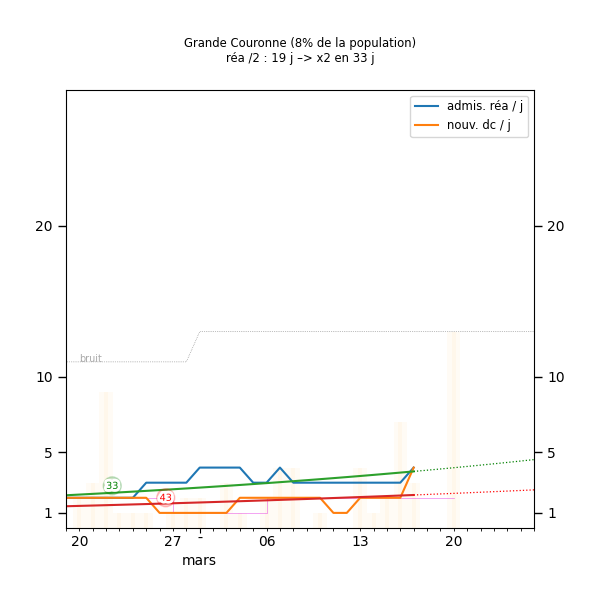 Grande Couronne (8% de la population)
réa /2 : 19 j –> x2 en 33 j
admis. réa / j
nouv. dc / j
20
20
bruit
10
10
5
5
33
43
1
1
20
27
-
06
13
20
mars